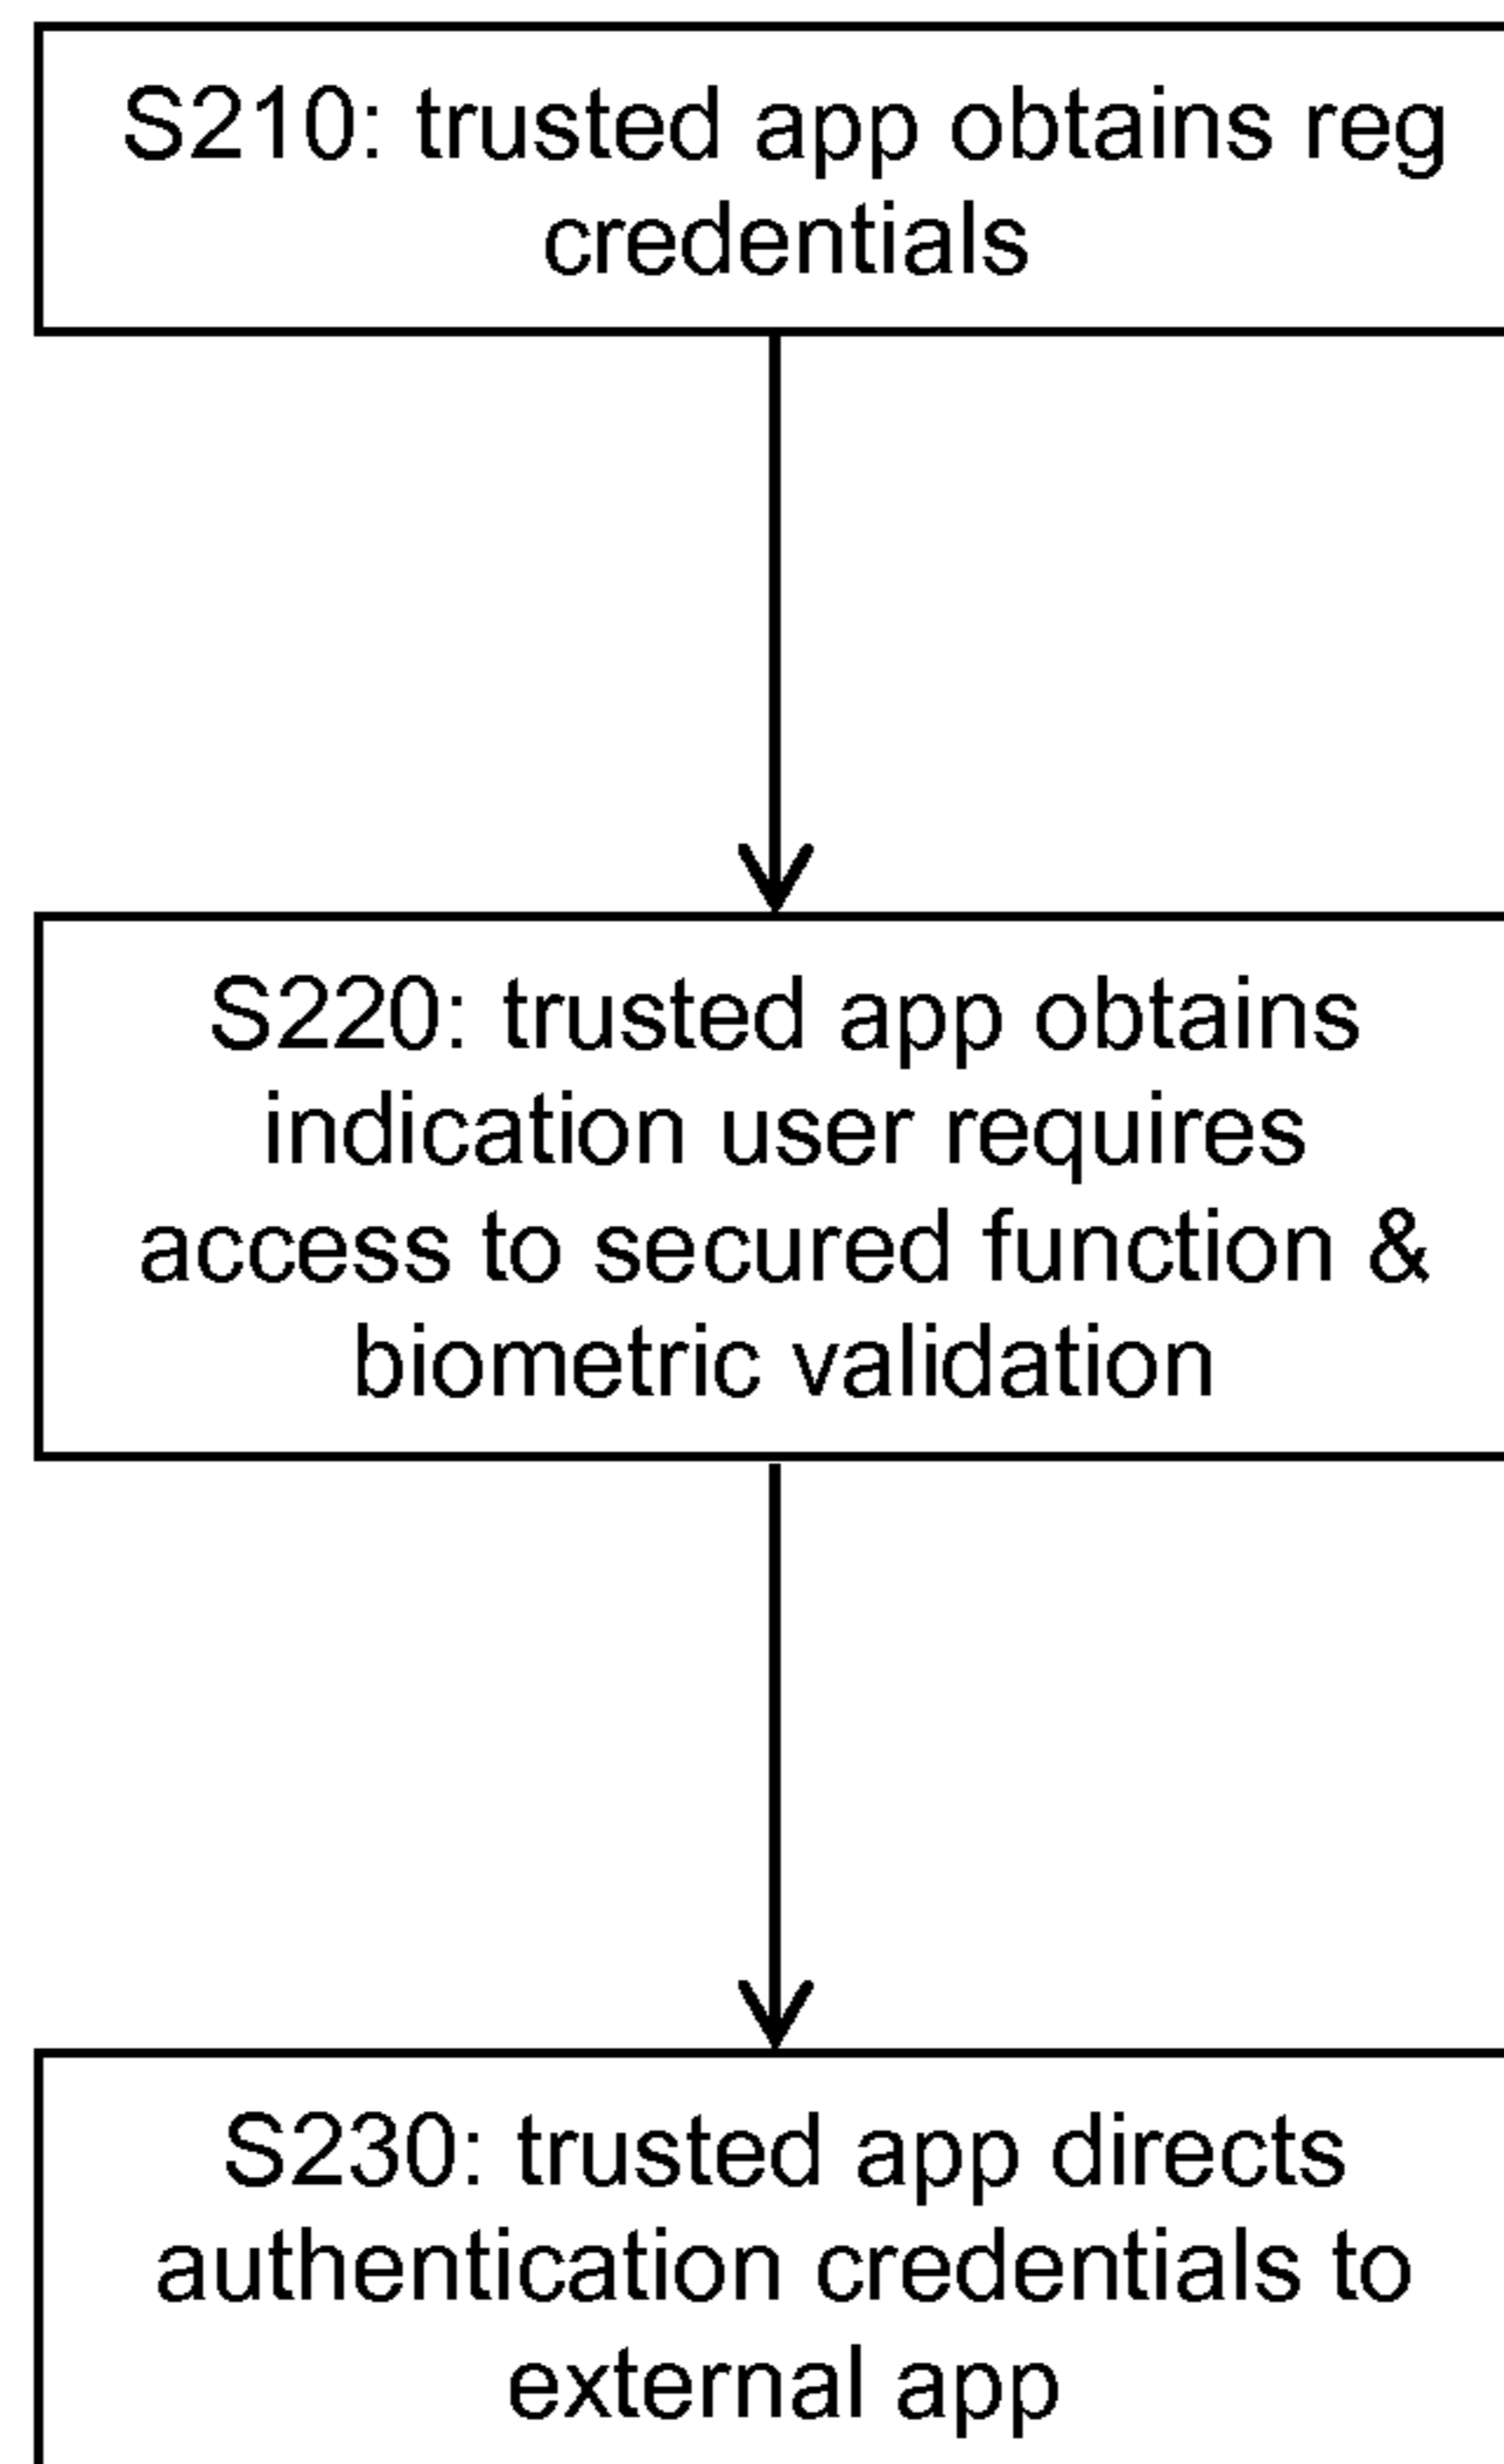 S210: trusted app obtains reg
credentials
S220: trusted app obtains
indication user requires
access to secured function &
biometric validation
S230: trusted app directs
authentication credentials to
external app